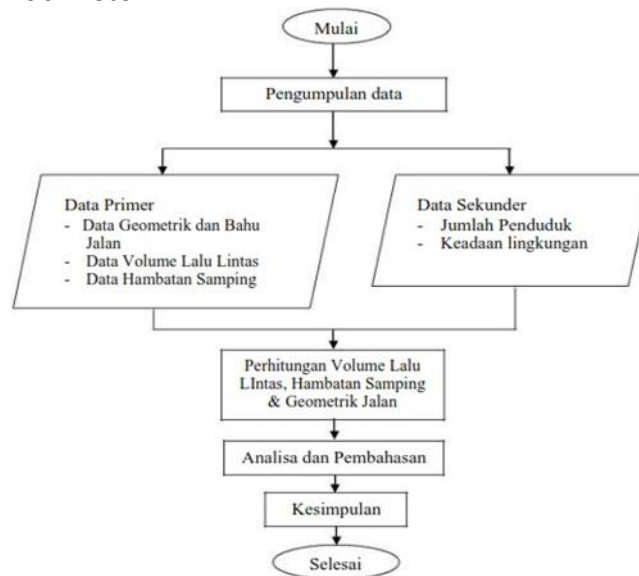 Mulai
Pengumpulan data
Data Primer
- Data Geometrik dan Bahu
Jalan
- Data Volume Lalu Lintas
- Data Hambatan Samping
Data Sekunder
- Jumlah Penduduk
- Keadaan lingkungan
Perhitungan Volume Lalu
LIntas, Hambatan Samping
& Geometrik Jalan
Analisa dan Pembahasan
Kesimpulan
Selesai